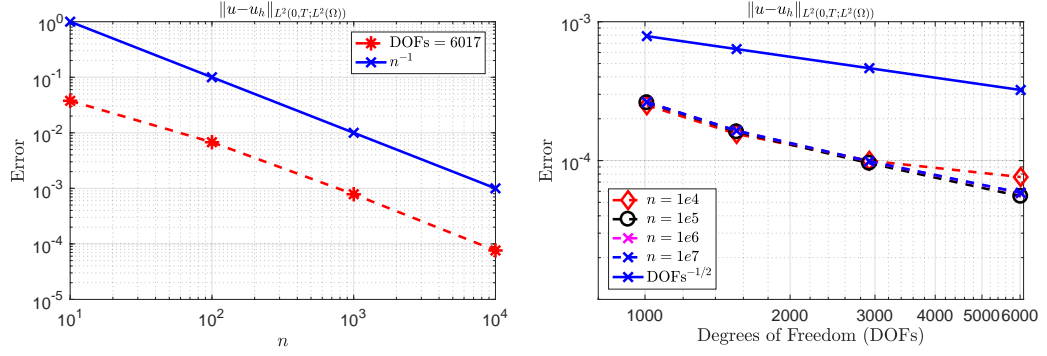 ‖u−u_h‖_{L²(0,T;L²(Ω))}
Error
10^0
10^{-1}
10^{-2}
10^{-3}
10^{-4}
10^{-5}
DOFs = 6017
n^{-1}
10^1
10^2
10^3
10^4
n
‖u−u_h‖_{L²(0,T;L²(Ω))}
Error
10^{-3}
10^{-4}
n = 1e4
n = 1e5
n = 1e6
n = 1e7
DOFs^{-1/2}
1000
2000
3000
4000
5000
6000
Degrees of Freedom (DOFs)